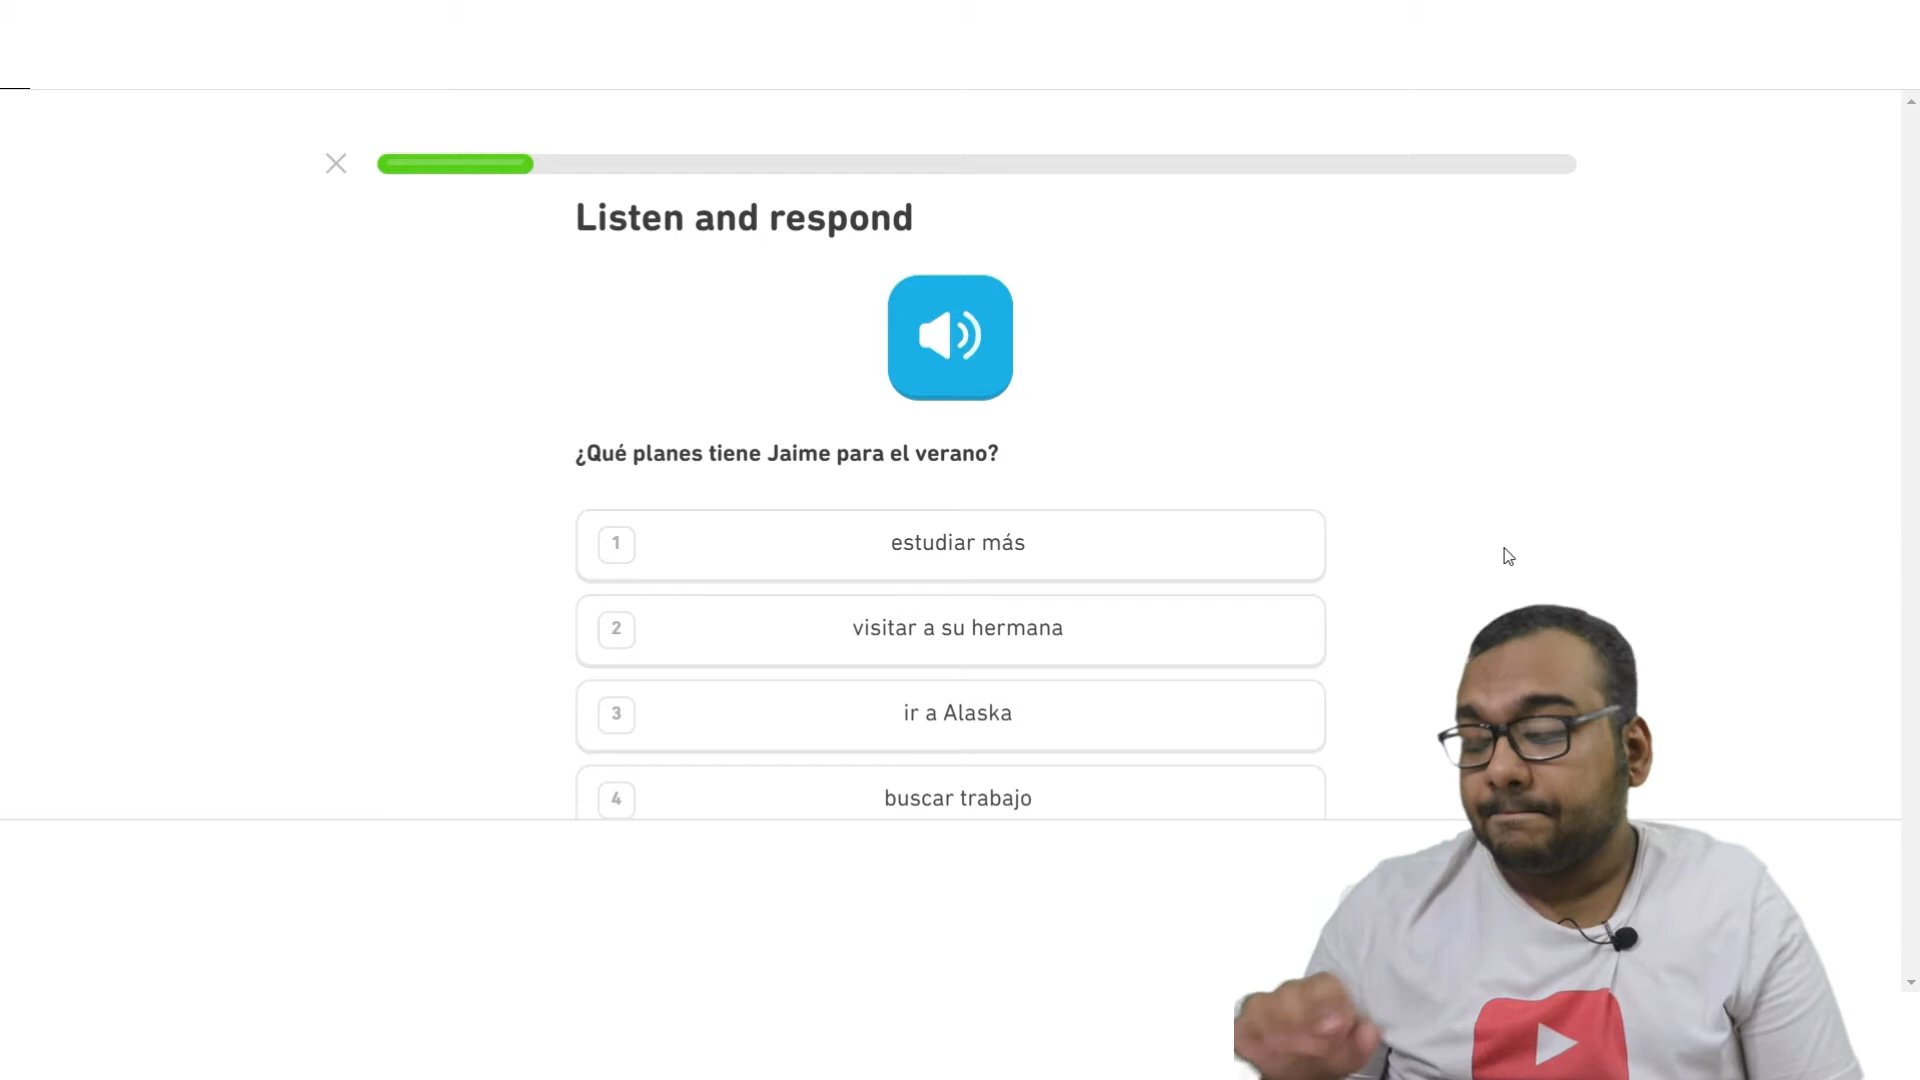 Listen and respond
¿Qué planes tiene Jaime para el verano?
1 estudiar más
2 visitar a su hermana
3 ir a Alaska
4 buscar trabajo